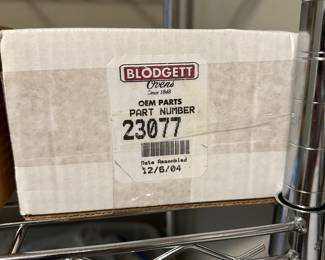 BLODGETT
Ovens
Since 1848
OEM PARTS
PART NUMBER
23077
Date Assembled
12/6/04